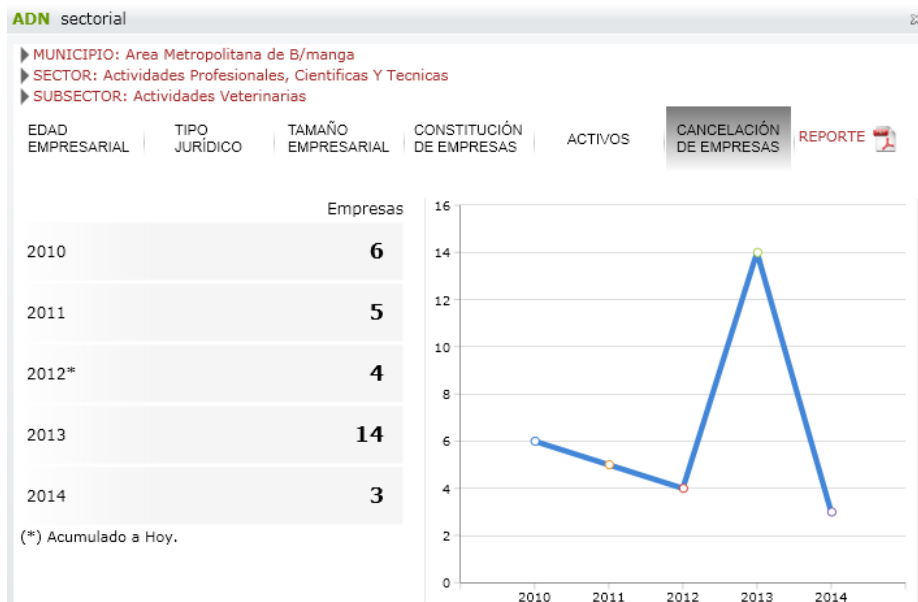 ADN sectorial
MUNICIPIO: Area Metropolitana de B/manga
SECTOR: Actividades Profesionales, Cientificas Y Tecnicas
SUBSECTOR: Actividades Veterinarias
EDAD EMPRESARIAL
TIPO JURÍDICO
TAMAÑO EMPRESARIAL
CONSTITUCIÓN DE EMPRESAS
ACTIVOS
CANCELACIÓN DE EMPRESAS
REPORTE
Empresas
2010 6
2011 5
2012* 4
2013 14
2014 3
(*) Acumulado a Hoy.
16
14
12
10
8
6
4
2
0
2010 2011 2012 2013 2014